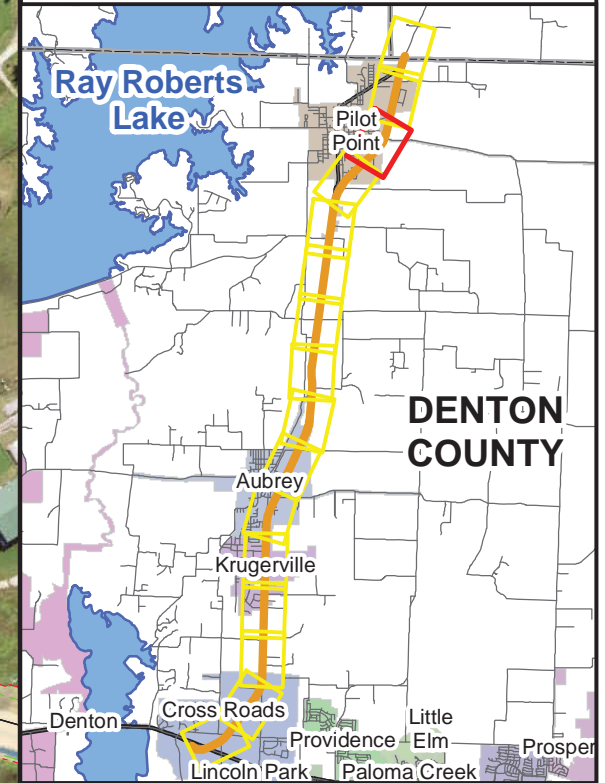 Ray Roberts
Lake
Pilot
Point
DENTON
COUNTY
Aubrey
Krugerville
Cross Roads
Denton
Little
Providence Elm
Prosper
Lincoln Park
Paloma Creek